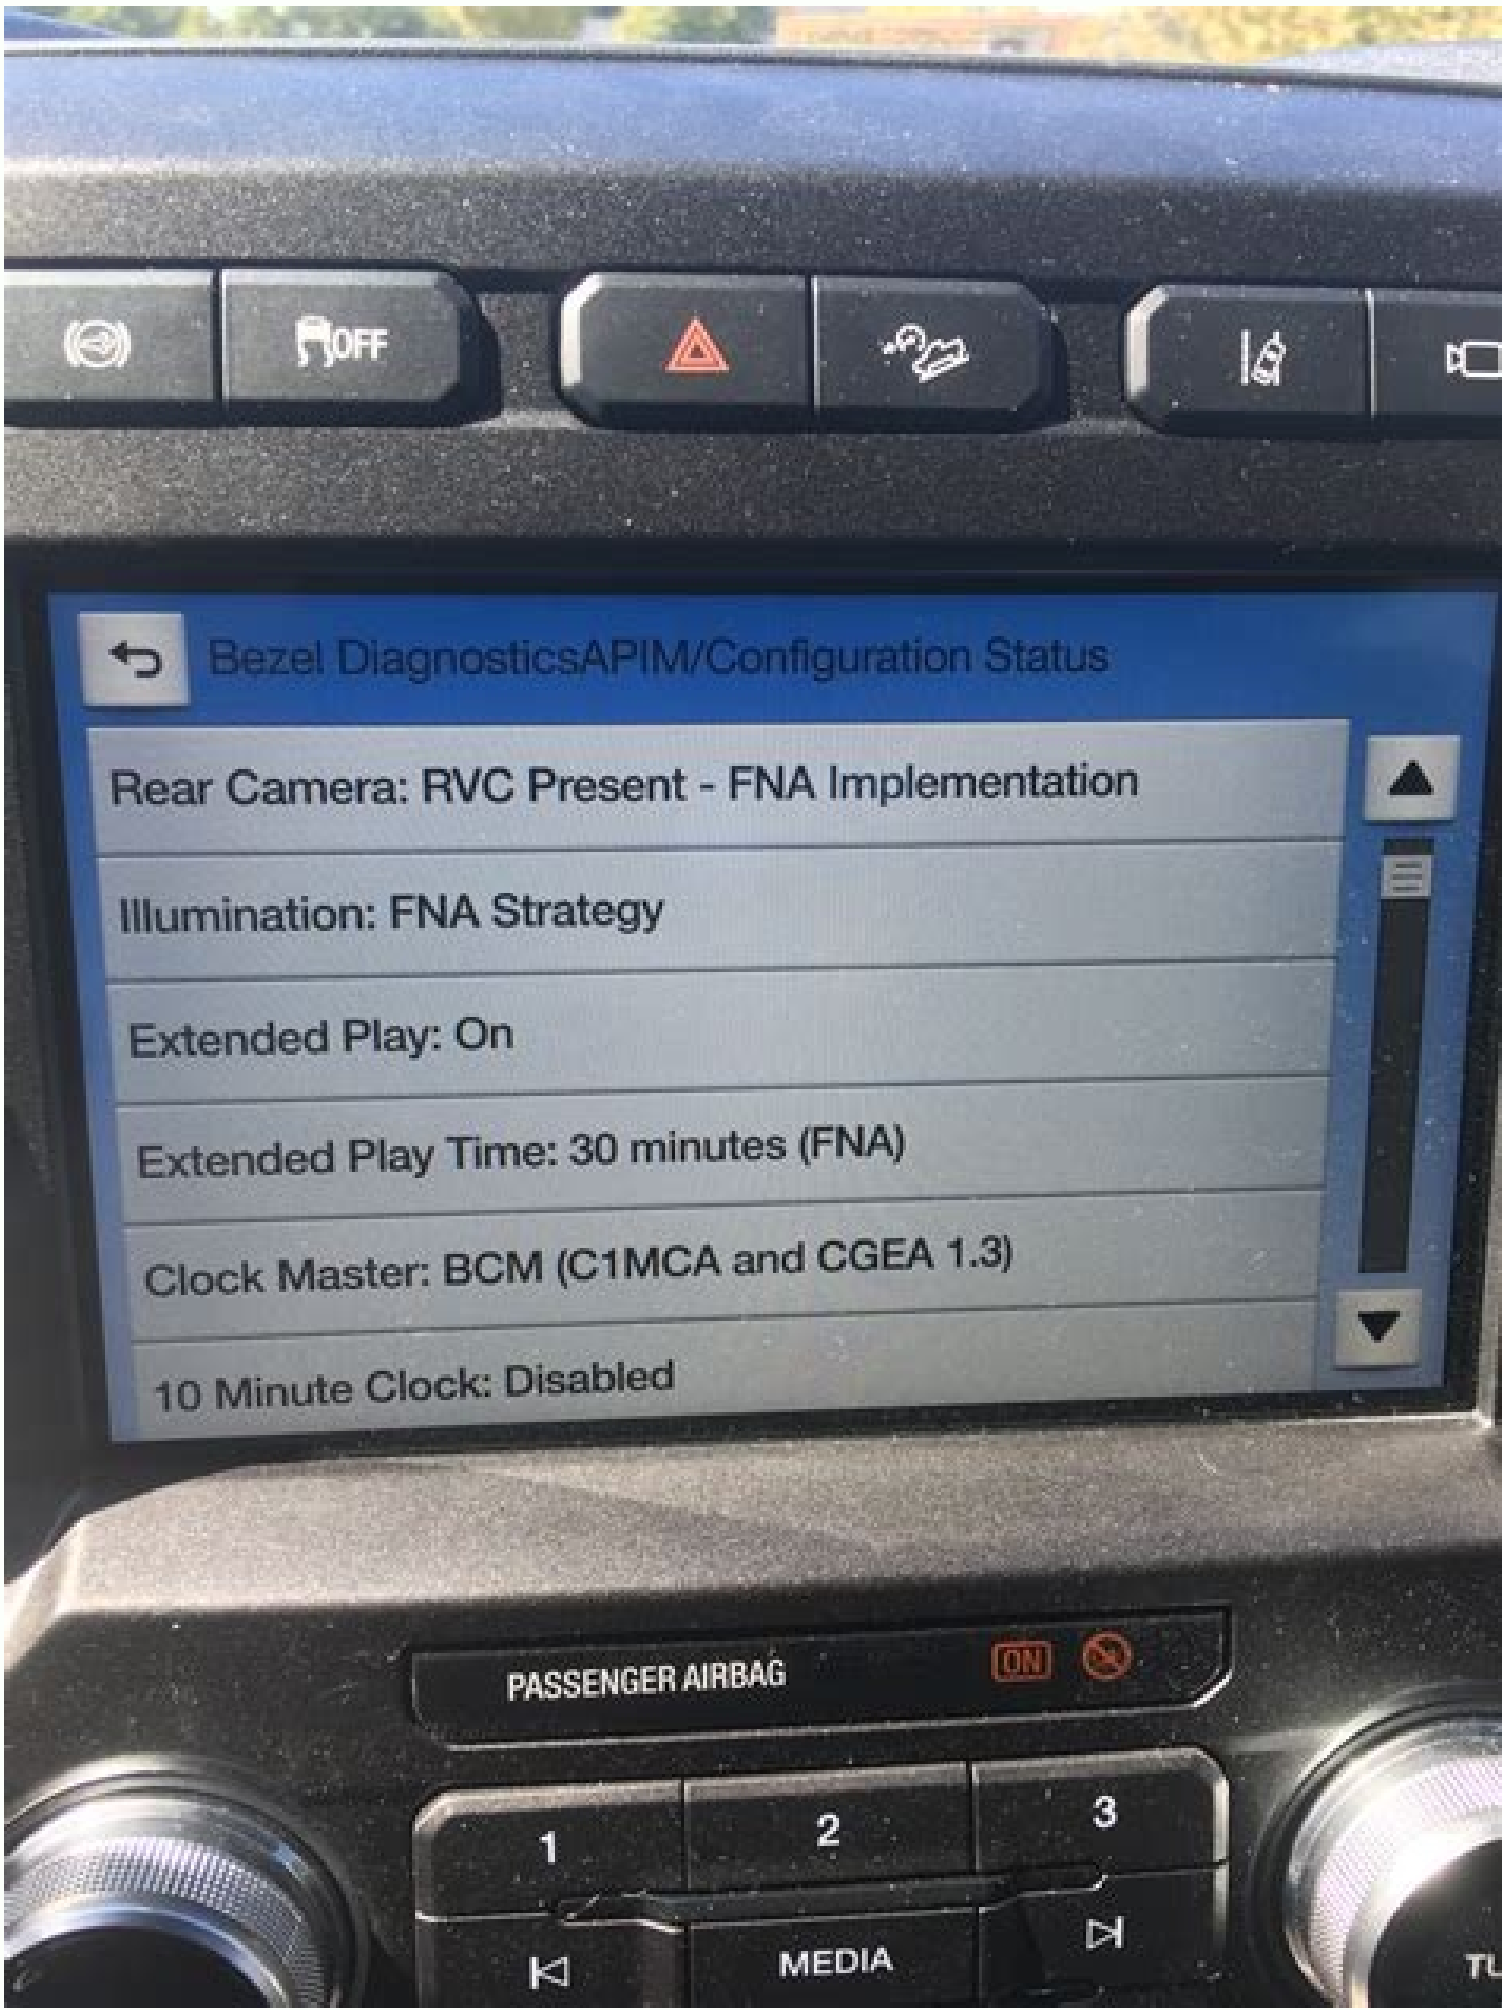 OFF
Bezel DiagnosticsAPIM/Configuration Status
Rear Camera: RVC Present - FNA Implementation
Illumination: FNA Strategy
Extended Play: On
Extended Play Time: 30 minutes (FNA)
Clock Master: BCM (C1MCA and CGEA 1.3)
10 Minute Clock: Disabled
PASSENGER AIRBAG ON
1 2 3
MEDIA